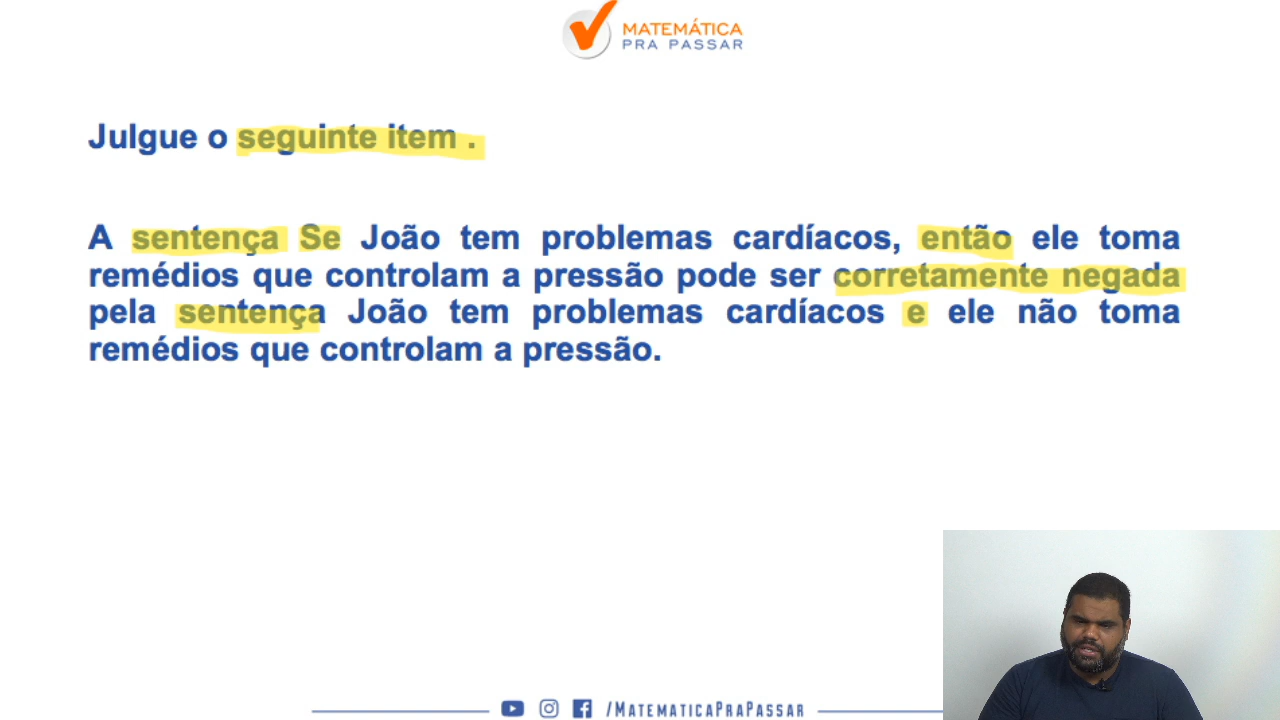 MATEMÁTICA
PRA PASSAR
Julgue o seguinte item .
A sentença Se João tem problemas cardíacos, então ele toma
remédios que controlam a pressão pode ser corretamente negada
pela sentença João tem problemas cardíacos e ele não toma
remédios que controlam a pressão.
/MATEMATICAPRAPASSAR